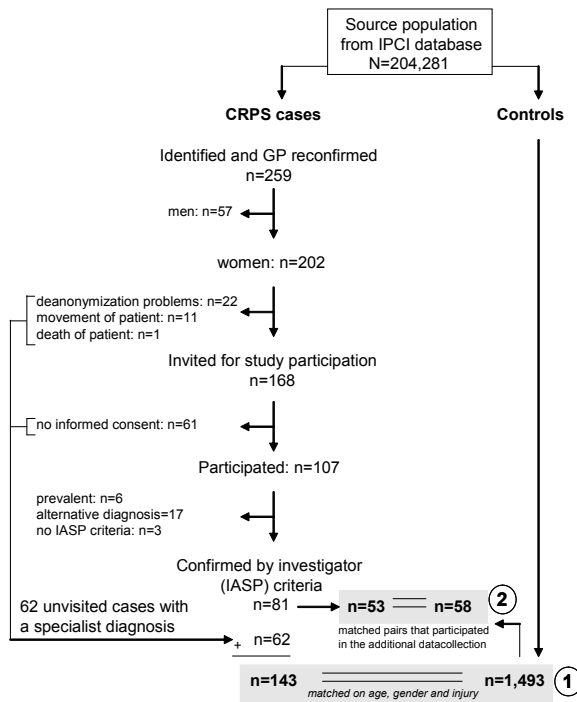 Source population
from IPCI database
N=204,281
CRPS cases
Controls
Identified and GP reconfirmed
n=259
men: n=57
women: n=202
deanonymization problems: n=22
movement of patient: n=11
death of patient: n=1
Invited for study participation
n=168
no informed consent: n=61
Participated: n=107
prevalent: n=6
alternative diagnosis=17
no IASP criteria: n=3
Confirmed by investigator
(IASP) criteria
n=81
n=53
n=58
2
62 unvisited cases with
a specialist diagnosis
matched pairs that participated
in the additional datacollection
+ n=62
n=143
n=1,493
1
matched on age, gender and injury